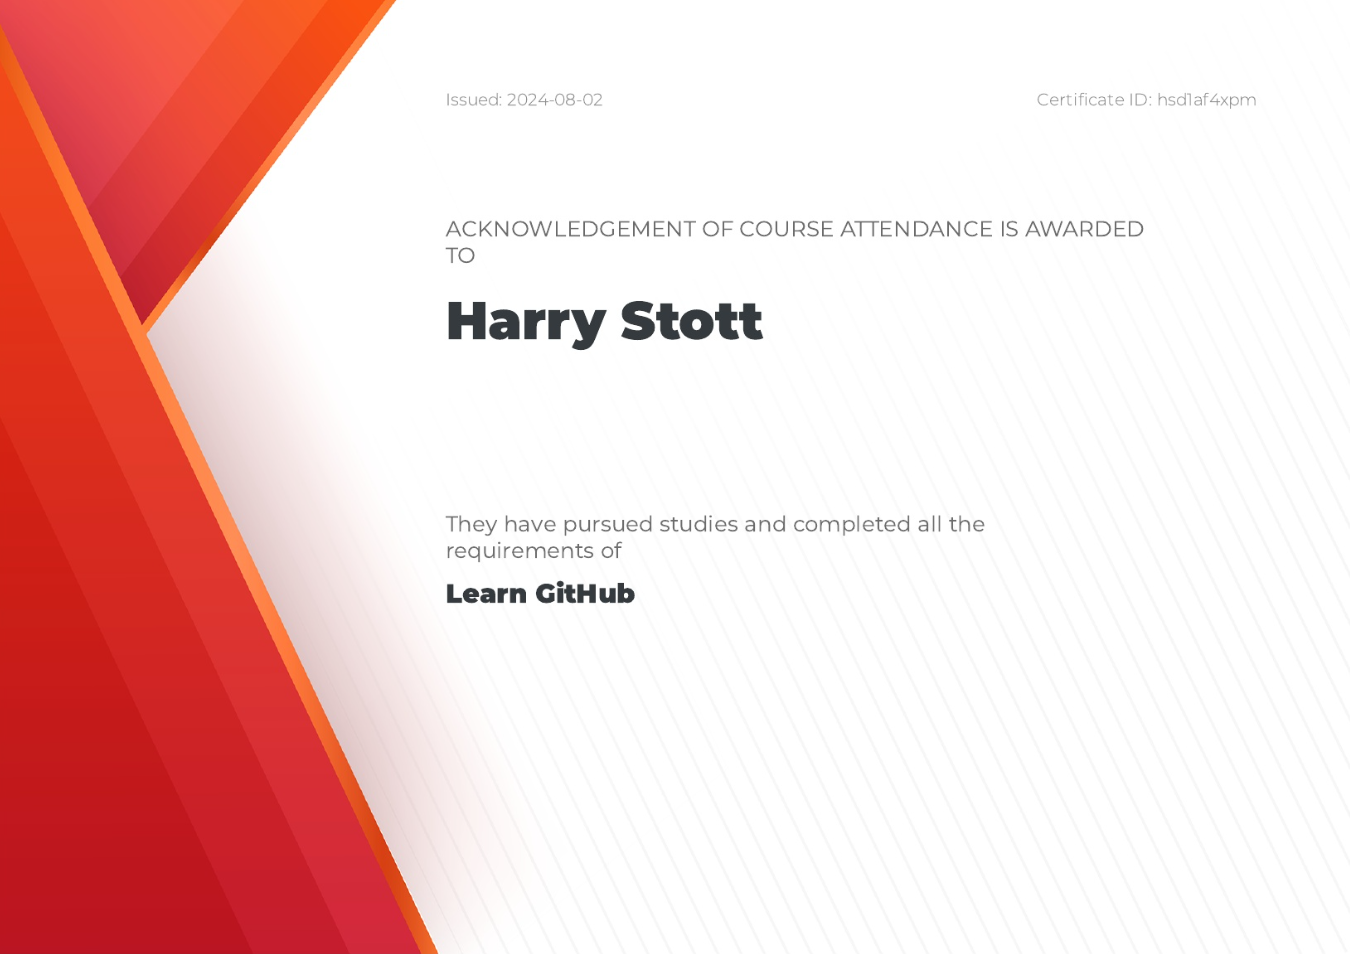 Issued: 2024-08-02
Certificate ID: hsd1af4xpm
ACKNOWLEDGEMENT OF COURSE ATTENDANCE IS AWARDED
TO
Harry Stott
They have pursued studies and completed all the
requirements of
Learn GitHub